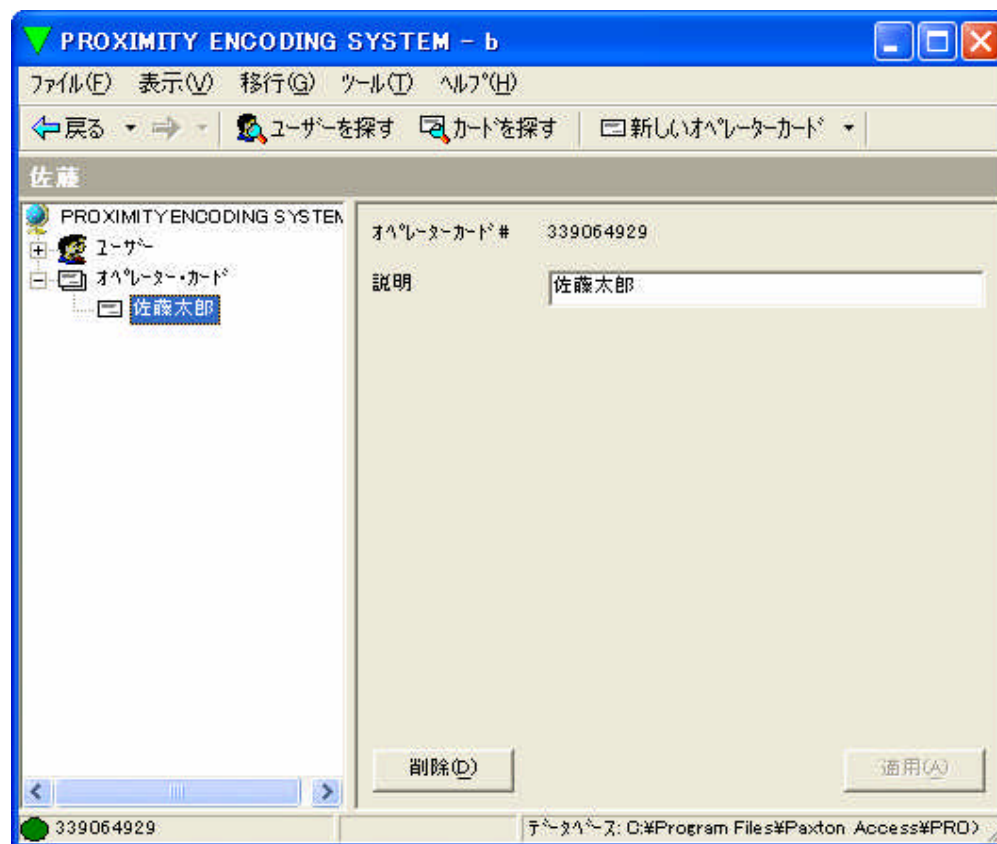 PROXIMITY ENCODING SYSTEM - b
ﾌｧｲﾙ(F) 表示(V) 移行(G) ﾂｰﾙ(T) ﾍﾙﾌﾟ(H)
戻る ﾕｰｻﾞｰを探す ｶｰﾄﾞを探す 新しいｵﾍﾟﾚｰﾀｰｶｰﾄﾞ
佐藤
PROXIMITY ENCODING SYSTEM
ﾕｰｻﾞｰ
ｵﾍﾟﾚｰﾀｰ･ｶｰﾄﾞ
佐藤太郎
ｵﾍﾟﾚｰﾀｰｶｰﾄﾞ# 339064929
説明 佐藤太郎
削除(D) 適用(A)
339064929 ﾃﾞｰﾀﾍﾞｰｽ: C:¥Program Files¥Paxton Access¥PROX